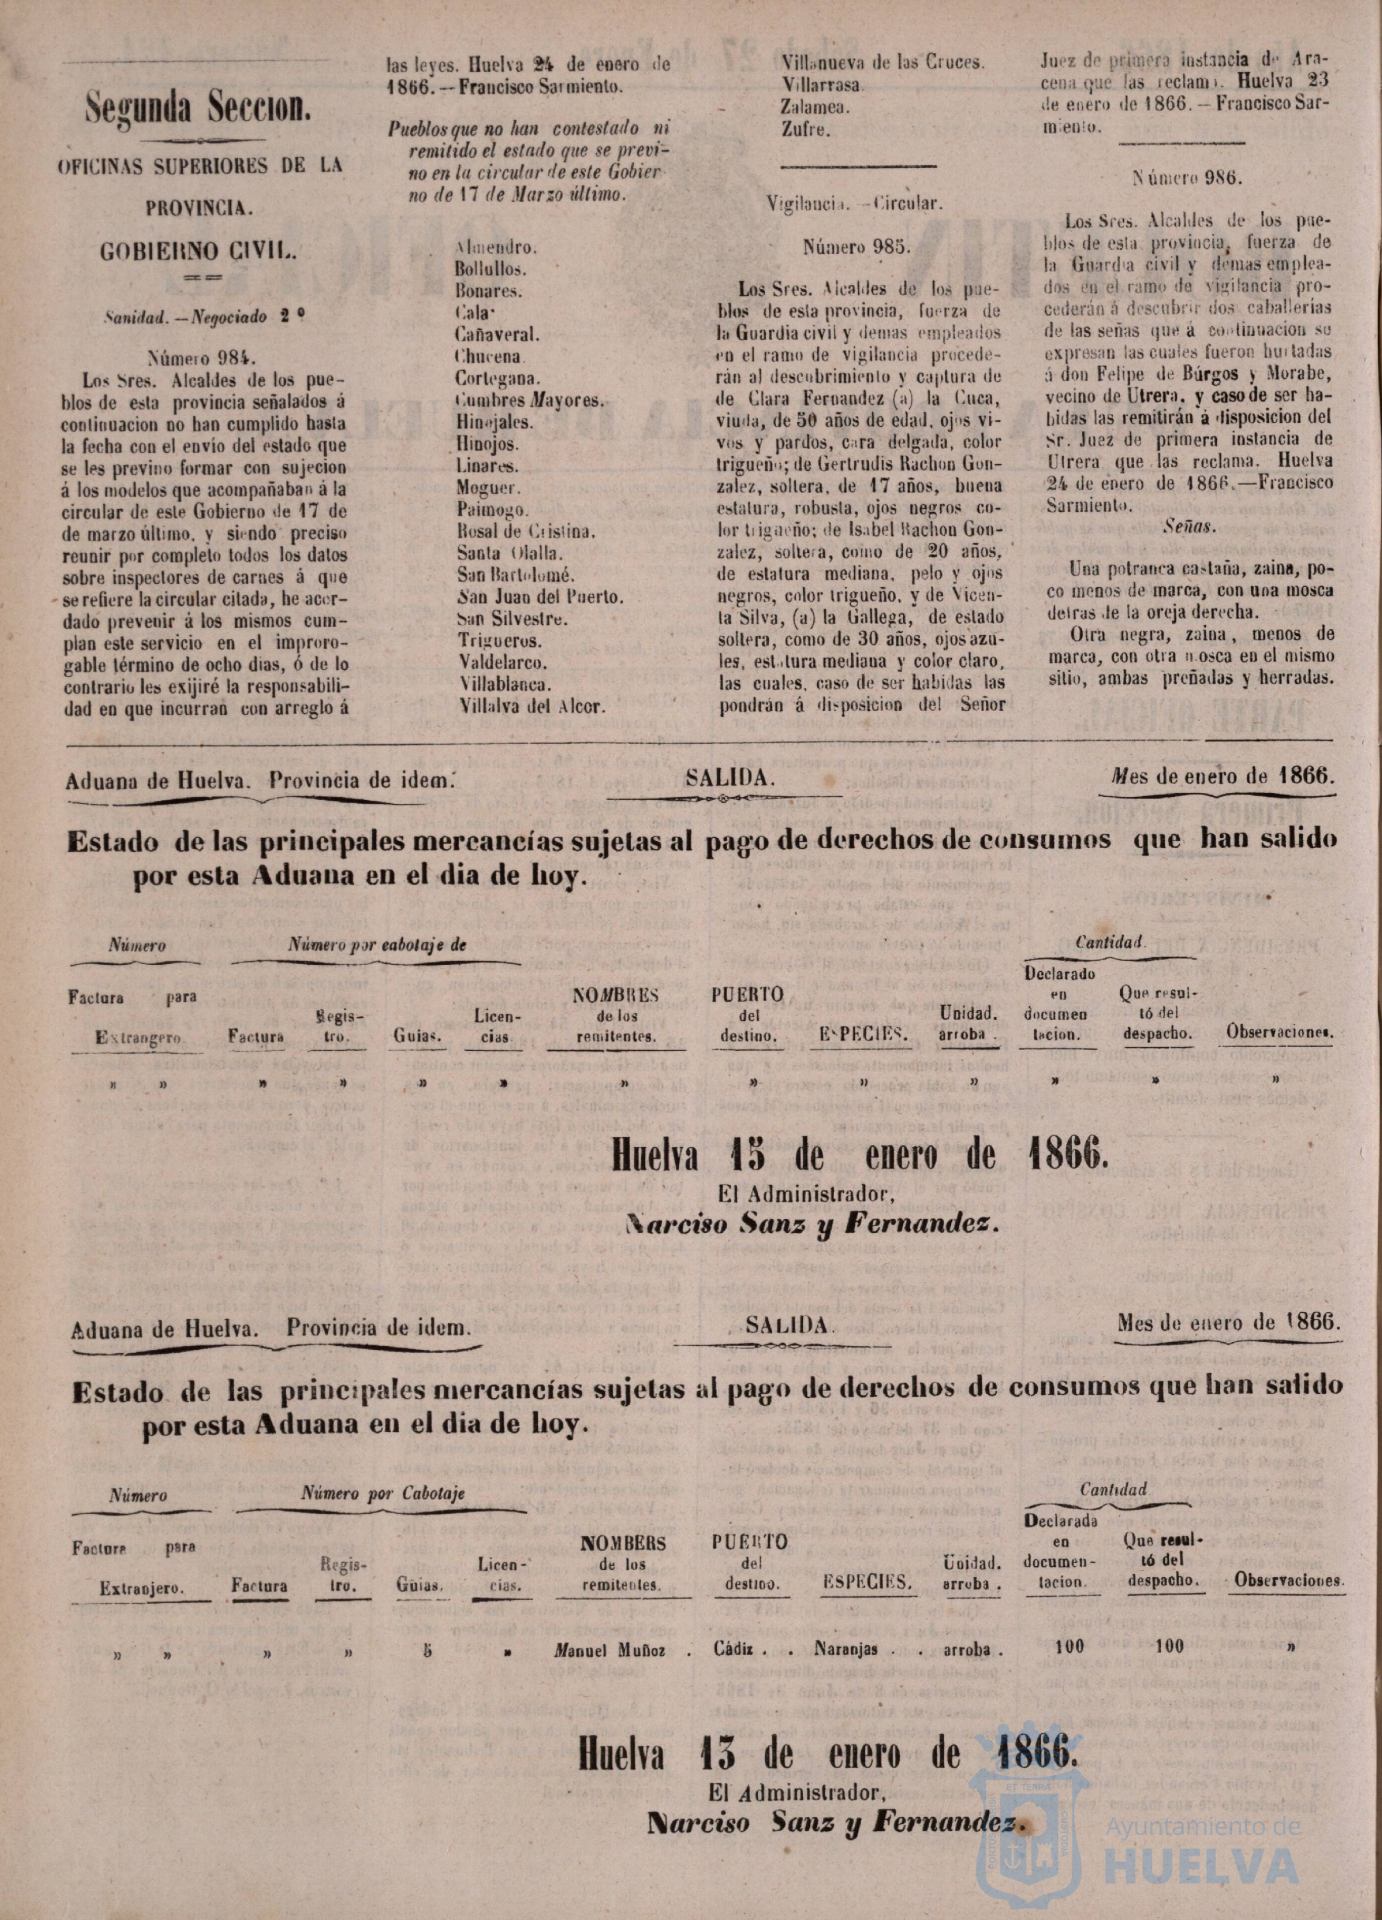 Segunda Seccion.
OFICINAS SUPERIORES DE LA
PROVINCIA.
GOBIERNO CIVIL.
Sanidad. — Negociado 2º
Número 984.
Los Sres. Alcaldes de los pue-
blos de esta provincia señalados á
continuacion no han cumplido hasta
la fecha con el envío del estado que
se les previno formar con sujecion
á los modelos que acompañaban á la
circular de este Gobierno de 17 de
de marzo último, y siendo preciso
reunir por completo todos los datos
sobre inspectores de carnes á que
se refiere la circular citada, he acor-
dado prevenir á los mismos cum-
plan este servicio en el improro-
gable término de ocho dias, ó de lo
contrario les exijiré la responsabili-
dad en que incurran con arreglo á
las leyes. Huelva 24 de enero de
1866. — Francisco Sarmiento.
Pueblos que no han contestado ni
remitido el estado que se previ-
no en la circular de este Gobier
no de 17 de Marzo último.
Almendro.
Bollullos.
Bonares.
Cala
Cañaveral.
Chucena
Cortegana.
Cumbres Mayores.
Hinojales.
Hinojos.
Linares.
Moguer.
Paimogo.
Rosal de Cristina.
Santa Olalla.
San Bartolomé.
San Juan del Puerto.
San Silvestre.
Trigueros.
Valdelarco.
Villablanca.
Villalva del Alcor.
Villanueva de las Cruces.
Villarrasa
Zalamea.
Zufre.
Vigilancia. — Circular.
Número 985.
Los Sres. Alcaldes de los pue-
blos de esta provincia, fuerza de
la Guardia civil y demas empleados
en el ramo de vigilancia procede-
rán al descubrimiento y captura de
de Clara Fernandez (a) la Cuca,
viuda, de 50 años de edad, ojos vi-
vos y pardos, cara delgada, color
trigueño; de Gertrudis Rachon Gon-
zalez, soltera, de 17 años, buena
estatura, robusta, ojos negros co-
lor trigueño; de Isabel Rachon Gon-
zalez, soltera, como de 20 años,
de estatura mediana, pelo y ojos
negros, color trigueño, y de Vicen-
ta Silva, (a) la Gallega, de estado
soltera, como de 30 años, ojos azu-
les, estatura mediana y color claro,
las cuales, caso de ser habidas las
pondrán á disposicion del Señor
Juez de primera instancia de Ara-
cena que las reclama. Huelva 23
de enero de 1866. — Francisco Sar-
miento.
Número 986.
Los Sres. Alcaldes de los pue-
blos de esta provincia, fuerza de
la Guardia civil y demas emplea-
dos en el ramo de vigilancia pro-
cederán á descubrir dos caballerías
de las señas que á continuacion se
expresan las cuales fueron hurtadas
á don Felipe de Búrgos y Morabe,
vecino de Utrera, y caso de ser ha-
bidas las remitirán á disposicion del
Sr. Juez de primera instancia de
Utrera que las reclama. Huelva
24 de enero de 1866. — Francisco
Sarmiento.
Señas.
Una potranca castaña, zaina, po-
co menos de marca, con una mosca
detras de la oreja derecha.
Otra negra, zaina, menos de
marca, con otra mosca en el mismo
sitio, ambas preñadas y herradas.
Aduana de Huelva. Provincia de idem. SALIDA. Mes de enero de 1866.
Estado de las principales mercancías sujetas al pago de derechos de consumos que han salido
por esta Aduana en el dia de hoy.
Número Número por cabotaje de Cantidad.
Factura para Extrangero. Factura Regis-tro. Guias. Licen-cias NOMBRES de los remitentes. PUERTO del destino. ESPECIES. Unidad. arroba. Declarado en documen tacion. Que resul-tó del despacho. Observaciones.
» » » » » » » » » » » » »
Huelva 15 de enero de 1866.
El Administrador,
Narciso Sanz y Fernandez.
Aduana de Huelva. Provincia de idem. SALIDA. Mes de enero de 1866.
Estado de las principales mercancías sujetas al pago de derechos de consumos que han salido
por esta Aduana en el dia de hoy.
Número Número por Cabotaje Cantidad
Factura para Extranjero. Factura Regis-tro. Guias. Licen-cias. NOMBERS de los remitentes. PUERTO del destino. ESPECIES. Unidad. arroba. Declarada en documen-tacion. Que resul-tó del despacho. Observaciones.
» » » » 5 » Manuel Muñoz . Cádiz . . Naranjas . . arroba . 100 100 »
Huelva 13 de enero de 1866.
El Administrador,
Narciso Sanz y Fernandez.
Ayuntamiento de
HUELVA